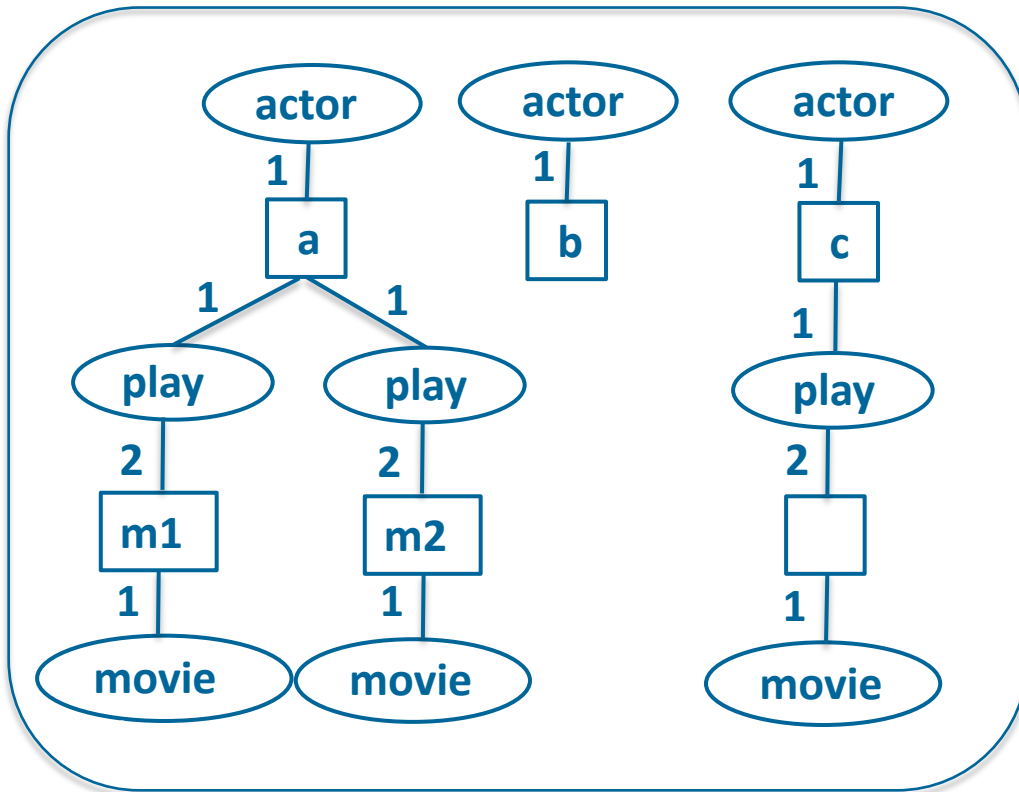 actor actor actor
1 1 1
a b c
1 1 1
play play play
2 2 2
m1 m2
1 1 1
movie movie movie